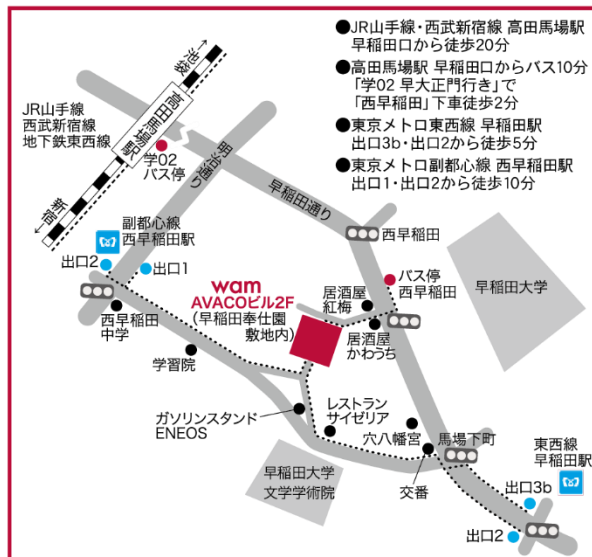 ●JR山手線・西武新宿線 高田馬場駅
早稲田口から徒歩20分
●高田馬場駅 早稲田口からバス10分
「学02 早大正門行き」で
「西早稲田」下車徒歩2分
●東京メトロ東西線 早稲田駅
出口3b・出口2から徒歩5分
●東京メトロ副都心線 西早稲田駅
出口1・出口2から徒歩10分
←池袋
JR山手線
西武新宿線
地下鉄東西線
高田馬場駅
学02
バス停
明治通り
早稲田通り
新宿→
副都心線
西早稲田駅
出口2
出口1
西早稲田
wam
AVACOビル2F
(早稲田奉仕園
敷地内)
居酒屋
紅梅
バス停
西早稲田
早稲田大学
西早稲田
中学
居酒屋
かわうち
学習院
ガソリンスタンド
ENEOS
レストラン
サイゼリア
穴八幡宮
馬場下町
東西線
早稲田駅
早稲田大学
文学学術院
交番
出口3b
出口2